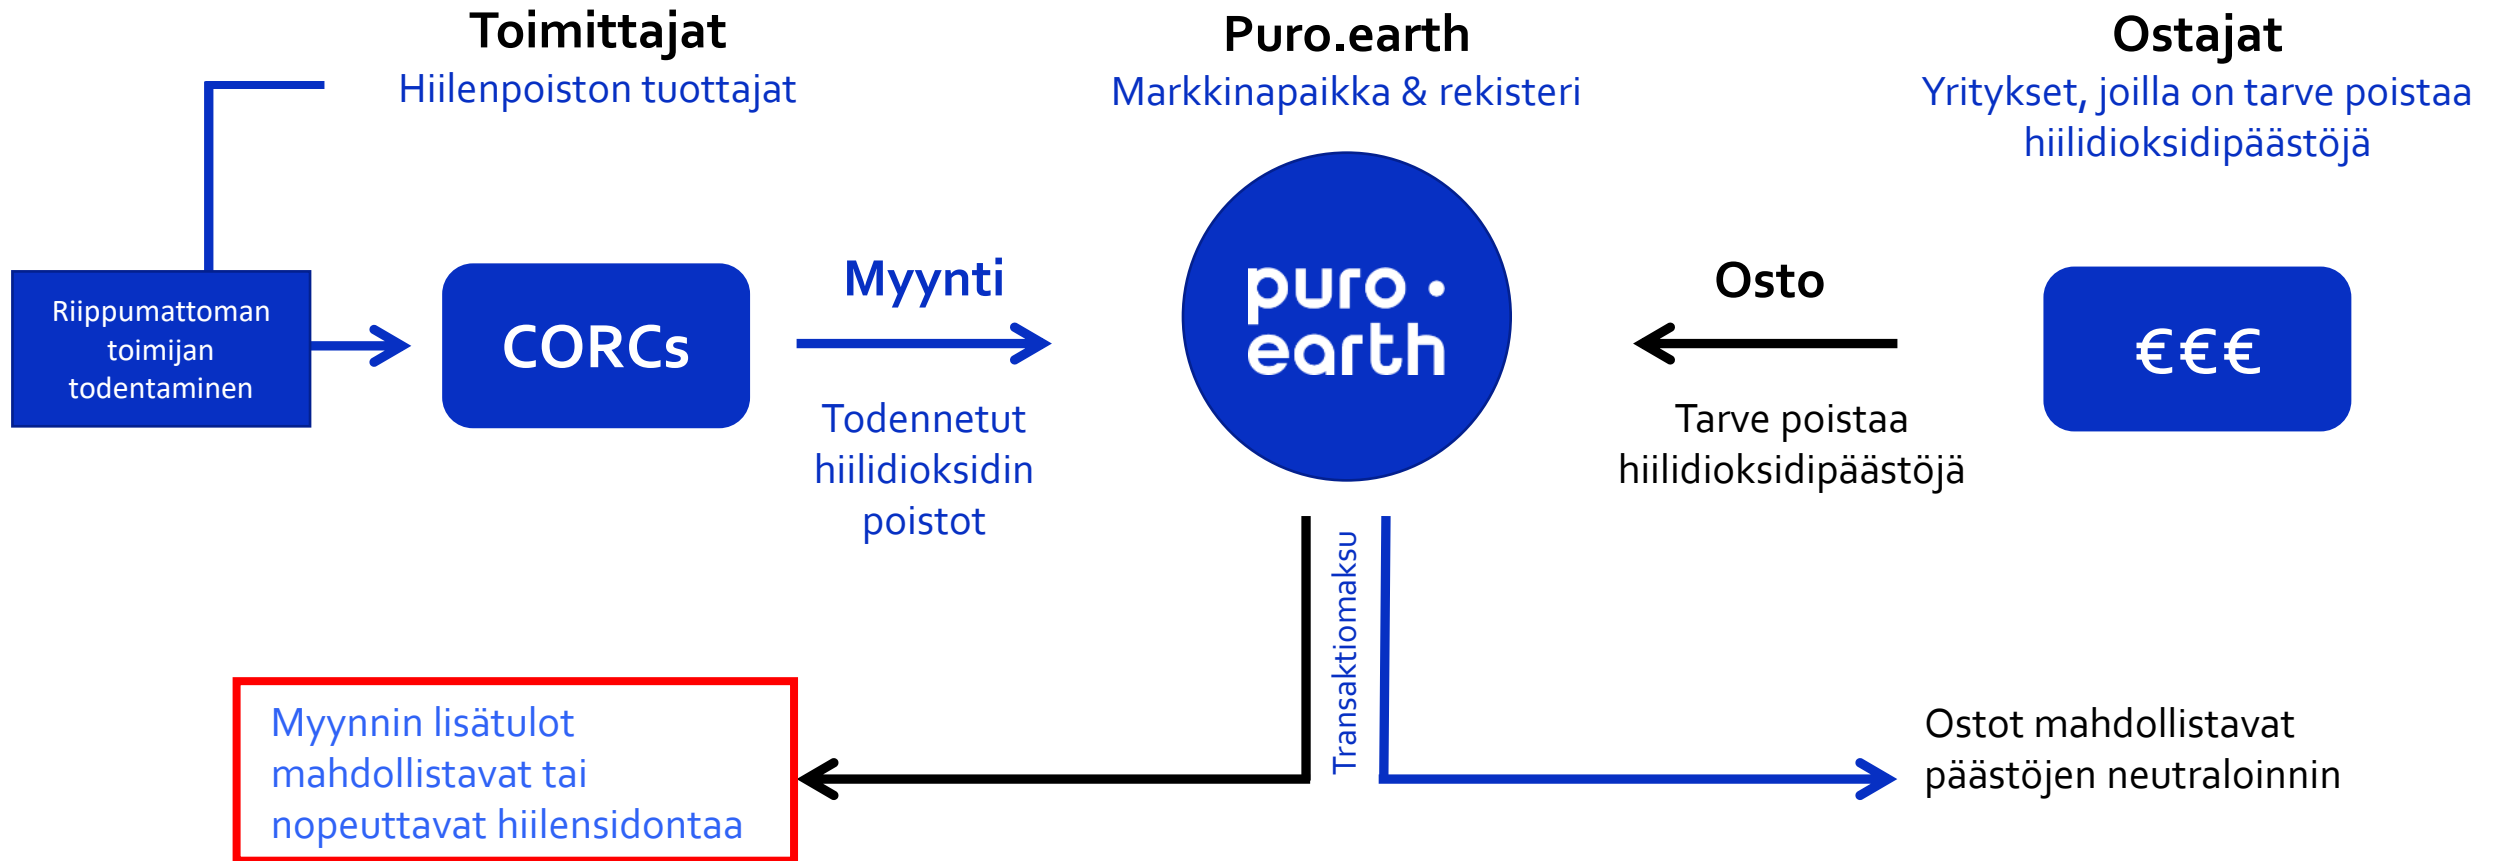 Toimittajat
Hiilenpoiston tuottajat
Puro.earth
Markkinapaikka & rekisteri
Ostajat
Yritykset, joilla on tarve poistaa
hiilidioksidipäästöjä
Riippumattoman
toimijan
todentaminen
CORCs
Myynti
Todennetut
hiilidioksidin
poistot
puro.
earth
Osto
Tarve poistaa
hiilidioksidipäästöjä
€€€
Transaktiomaksu
Myynnin lisätulot
mahdollistavat tai
nopeuttavat hiilensidontaa
Ostot mahdollistavat
päästöjen neutraloinnin